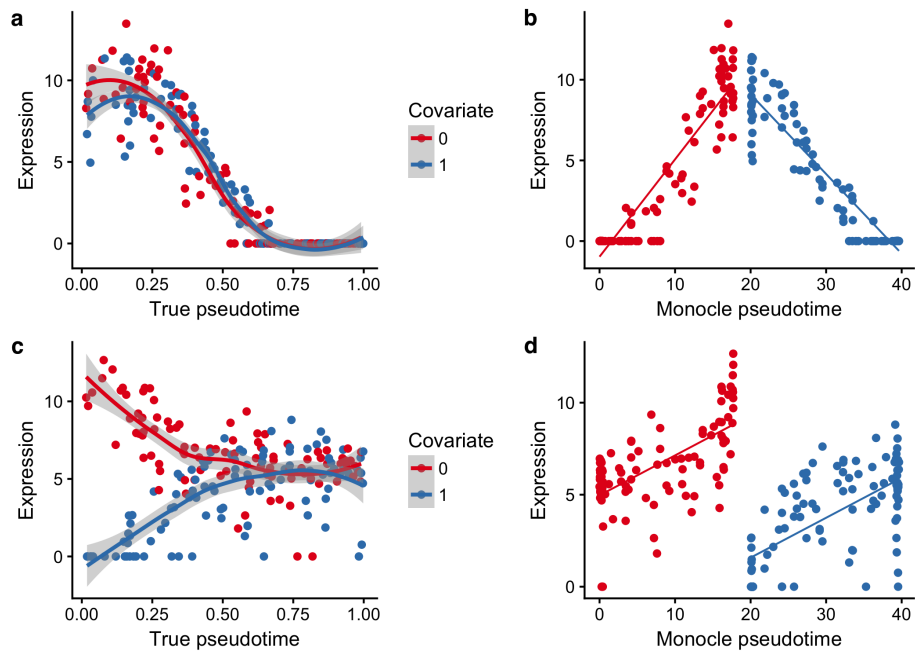 a
Expression
10
5
0
0.00 0.25 0.50 0.75 1.00
True pseudotime
Covariate
0
1
b
Expression
10
5
0
0 10 20 30 40
Monocle pseudotime
c
Expression
10
5
0
0.00 0.25 0.50 0.75 1.00
True pseudotime
Covariate
0
1
d
Expression
10
5
0
0 10 20 30 40
Monocle pseudotime